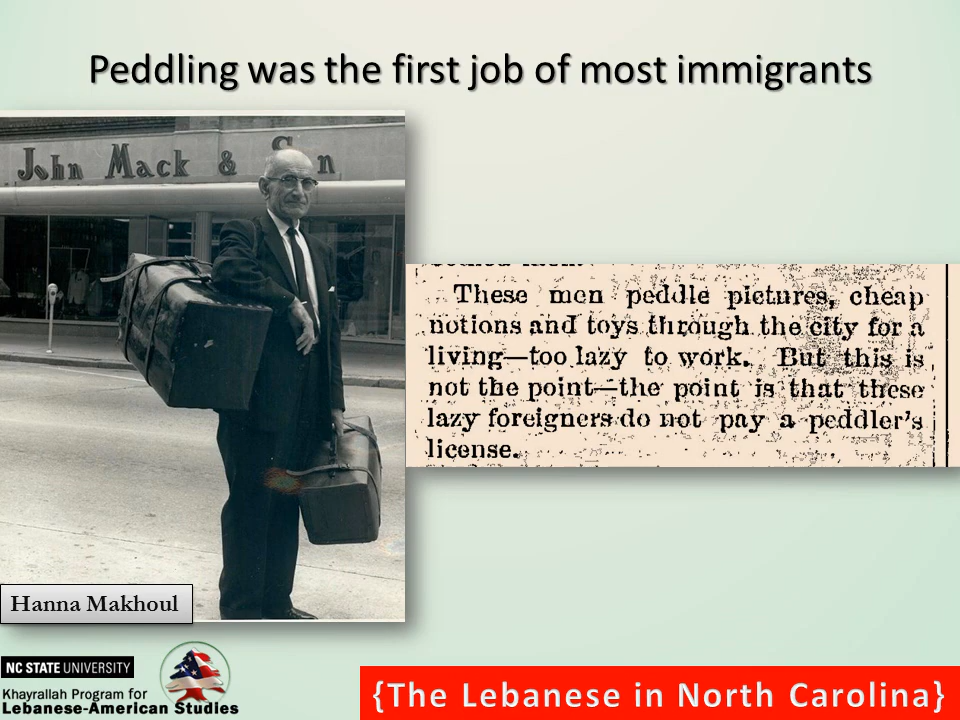 Peddling was the first job of most immigrants
John Mack & S n
These men peddle pictures, cheap
notions and toys through the city for a
living—too lazy to work. But this is
not the point—the point is that these
lazy foreigners do not pay a peddler's
license.
Hanna Makhoul
NC STATE UNIVERSITY
Khayrallah Program for
Lebanese-American Studies
{The Lebanese in North Carolina}